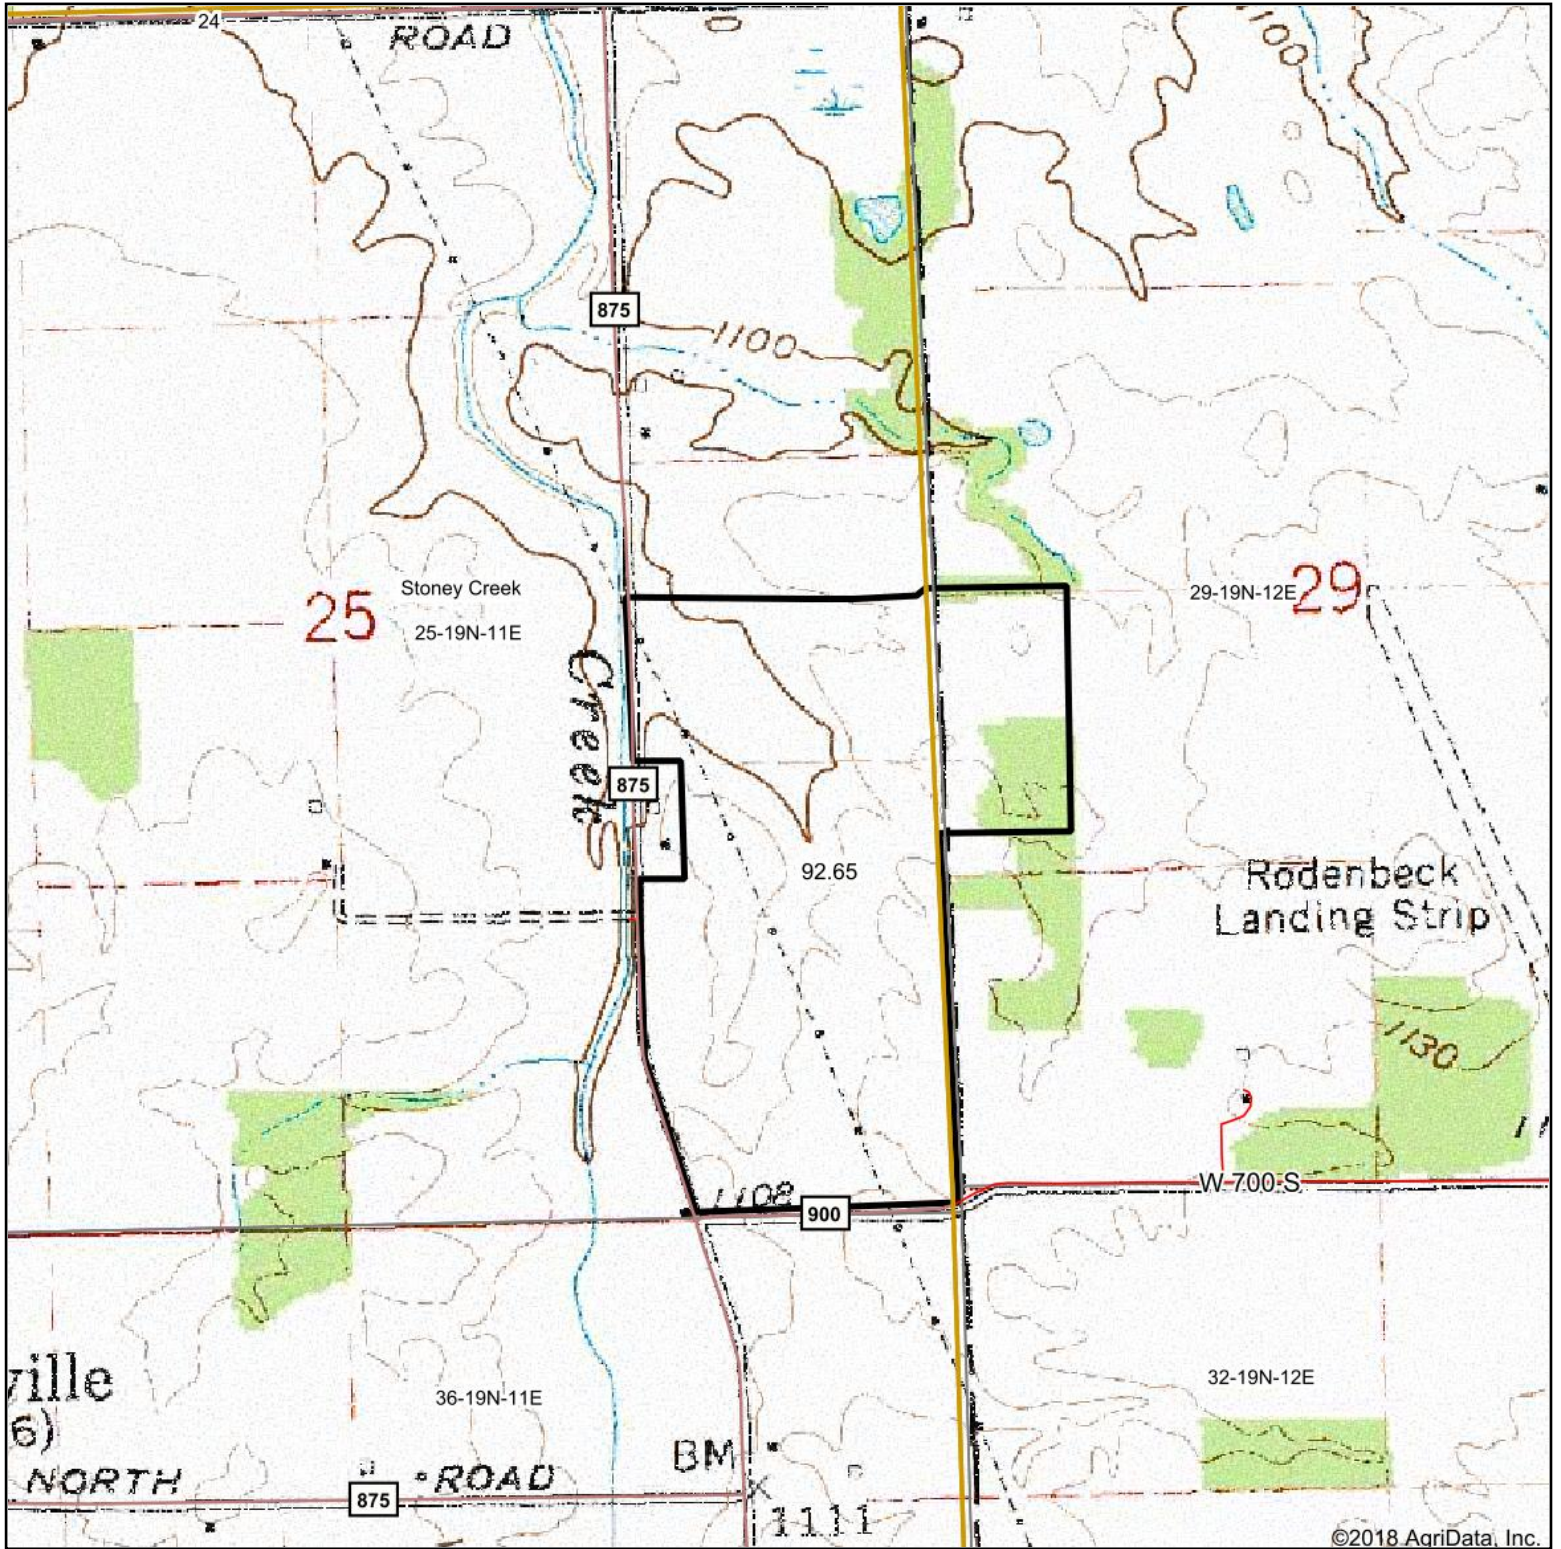 24
ROAD
1100
875
1100
Stoney Creek
25
25-19N-11E
29-19N-12E
29
Creek
875
92.65
Rodenbeck
Landing Strip
1130
1108
900
W 700 S
ville
6)
36-19N-11E
32-19N-12E
NORTH
ROAD
BM
875
1111
©2018 AgriData, Inc.